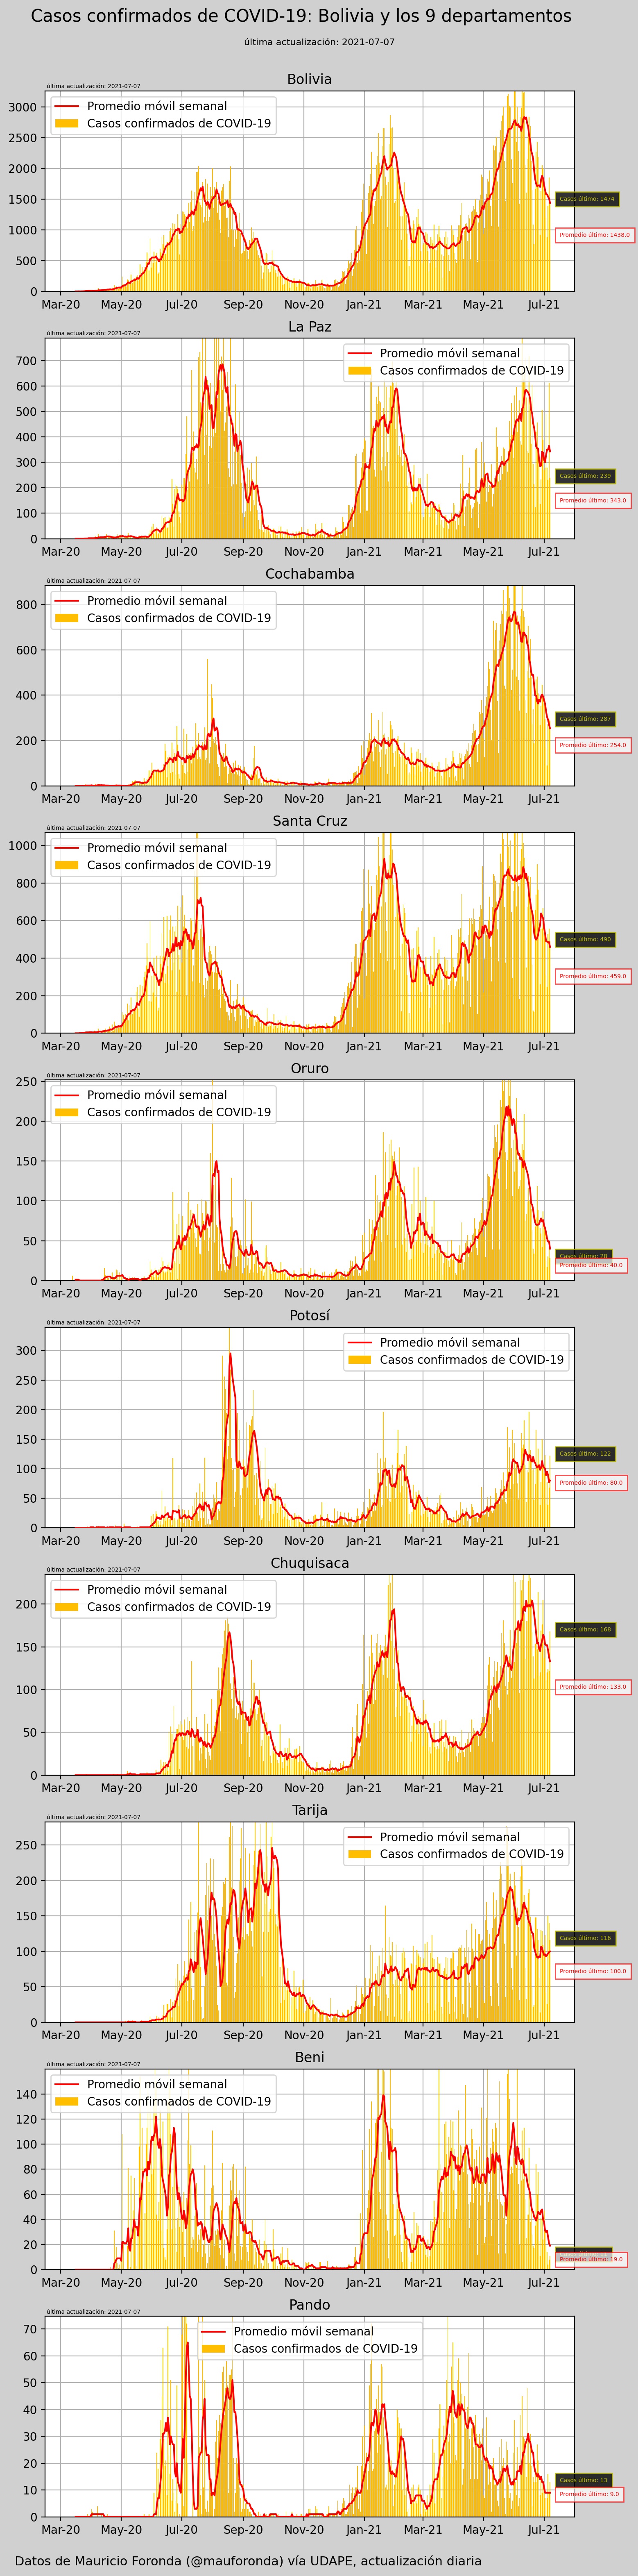 Casos confirmados de COVID-19: Bolivia y los 9 departamentos
última actualización: 2021-07-07
Bolivia
última actualización: 2021-07-07
Promedio móvil semanal
Casos confirmados de COVID-19
3000
2500
2000
1500
1000
500
0
Casos último: 1474
Promedio último: 1438.0
Mar-20 May-20 Jul-20 Sep-20 Nov-20 Jan-21 Mar-21 May-21 Jul-21
La Paz
última actualización: 2021-07-07
Promedio móvil semanal
Casos confirmados de COVID-19
700
600
500
400
300
200
100
0
Casos último: 239
Promedio último: 343.0
Mar-20 May-20 Jul-20 Sep-20 Nov-20 Jan-21 Mar-21 May-21 Jul-21
Cochabamba
última actualización: 2021-07-07
Promedio móvil semanal
Casos confirmados de COVID-19
800
600
400
200
0
Casos último: 287
Promedio último: 254.0
Mar-20 May-20 Jul-20 Sep-20 Nov-20 Jan-21 Mar-21 May-21 Jul-21
Santa Cruz
última actualización: 2021-07-07
Promedio móvil semanal
Casos confirmados de COVID-19
1000
800
600
400
200
0
Casos último: 490
Promedio último: 459.0
Mar-20 May-20 Jul-20 Sep-20 Nov-20 Jan-21 Mar-21 May-21 Jul-21
Oruro
última actualización: 2021-07-07
Promedio móvil semanal
Casos confirmados de COVID-19
250
200
150
100
50
0
Casos último: 28
Promedio último: 40.0
Mar-20 May-20 Jul-20 Sep-20 Nov-20 Jan-21 Mar-21 May-21 Jul-21
Potosí
última actualización: 2021-07-07
Promedio móvil semanal
Casos confirmados de COVID-19
300
250
200
150
100
50
0
Casos último: 122
Promedio último: 80.0
Mar-20 May-20 Jul-20 Sep-20 Nov-20 Jan-21 Mar-21 May-21 Jul-21
Chuquisaca
última actualización: 2021-07-07
Promedio móvil semanal
Casos confirmados de COVID-19
200
150
100
50
0
Casos último: 168
Promedio último: 133.0
Mar-20 May-20 Jul-20 Sep-20 Nov-20 Jan-21 Mar-21 May-21 Jul-21
Tarija
última actualización: 2021-07-07
Promedio móvil semanal
Casos confirmados de COVID-19
250
200
150
100
50
0
Casos último: 116
Promedio último: 100.0
Mar-20 May-20 Jul-20 Sep-20 Nov-20 Jan-21 Mar-21 May-21 Jul-21
Beni
última actualización: 2021-07-07
Promedio móvil semanal
Casos confirmados de COVID-19
140
120
100
80
60
40
20
0
Promedio último: 19.0
Mar-20 May-20 Jul-20 Sep-20 Nov-20 Jan-21 Mar-21 May-21 Jul-21
Pando
última actualización: 2021-07-07
Promedio móvil semanal
Casos confirmados de COVID-19
70
60
50
40
30
20
10
0
Casos último: 13
Promedio último: 9.0
Mar-20 May-20 Jul-20 Sep-20 Nov-20 Jan-21 Mar-21 May-21 Jul-21
Datos de Mauricio Foronda (@mauforonda) vía UDAPE, actualización diaria